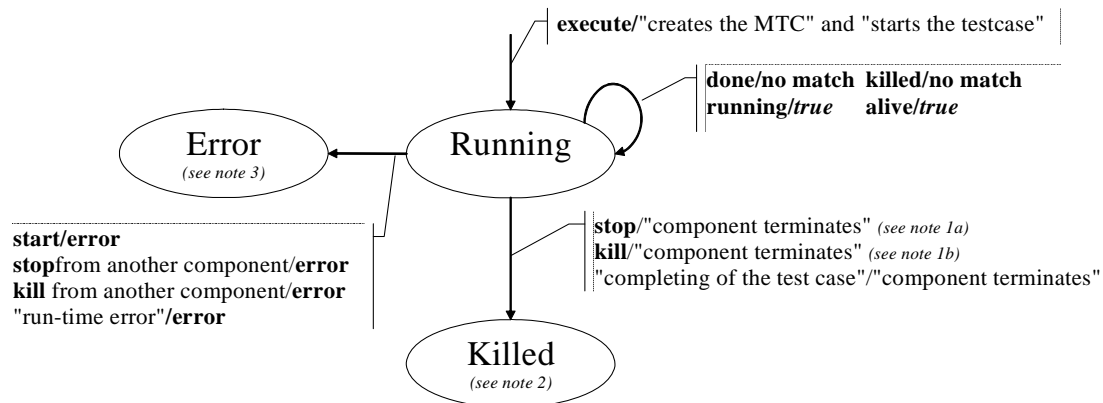 execute/"creates the MTC" and "starts the testcase"
done/no match killed/no match
running/true alive/true
Error
(see note 3)
Running
start/error
stopfrom another component/error
kill from another component/error
"run-time error"/error
stop/"component terminates" (see note 1a)
kill/"component terminates" (see note 1b)
"completing of the test case"/"component terminates"
Killed
(see note 2)